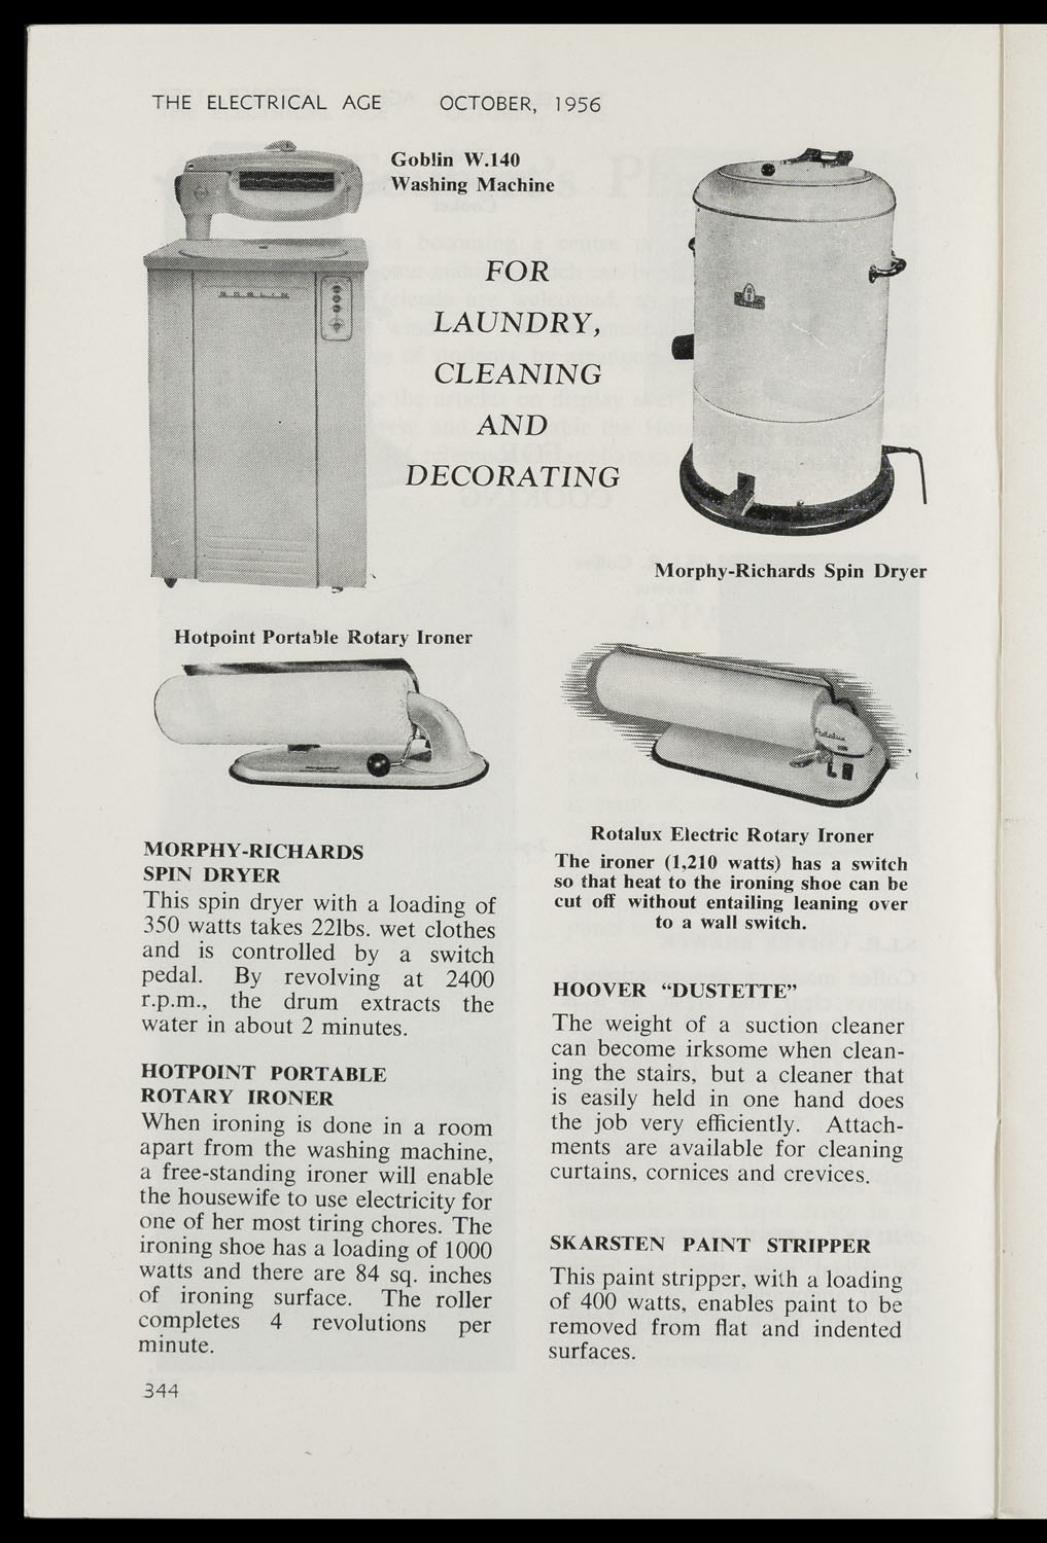 THE ELECTRICAL AGE OCTOBER, 1956
Goblin W.140
Washing Machine
GOBLIN
FOR
LAUNDRY,
CLEANING
AND
DECORATING
Morphy-Richards Spin Dryer
Hotpoint Portable Rotary Ironer
Rotalux
Rotalux Electric Rotary Ironer
The ironer (1,210 watts) has a switch
so that heat to the ironing shoe can be
cut off without entailing leaning over
to a wall switch.
MORPHY-RICHARDS
SPIN DRYER
This spin dryer with a loading of
350 watts takes 22lbs. wet clothes
and is controlled by a switch
pedal. By revolving at 2400
r.p.m., the drum extracts the
water in about 2 minutes.
HOTPOINT PORTABLE
ROTARY IRONER
When ironing is done in a room
apart from the washing machine,
a free-standing ironer will enable
the housewife to use electricity for
one of her most tiring chores. The
ironing shoe has a loading of 1000
watts and there are 84 sq. inches
of ironing surface. The roller
completes 4 revolutions per
minute.
HOOVER “DUSTETTE”
The weight of a suction cleaner
can become irksome when clean-
ing the stairs, but a cleaner that
is easily held in one hand does
the job very efficiently. Attach-
ments are available for cleaning
curtains, cornices and crevices.
SKARSTEN PAINT STRIPPER
This paint stripper, with a loading
of 400 watts, enables paint to be
removed from flat and indented
surfaces.
344